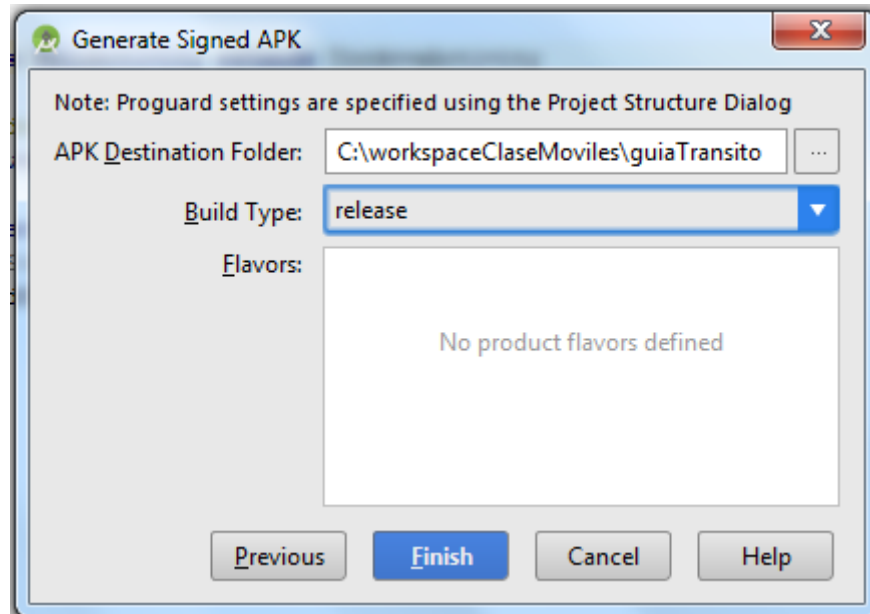 Generate Signed APK
Note: Proguard settings are specified using the Project Structure Dialog
APK Destination Folder: C:\workspaceClaseMoviles\guiaTransito ...
Build Type: release
Flavors:
No product flavors defined
Previous Finish Cancel Help